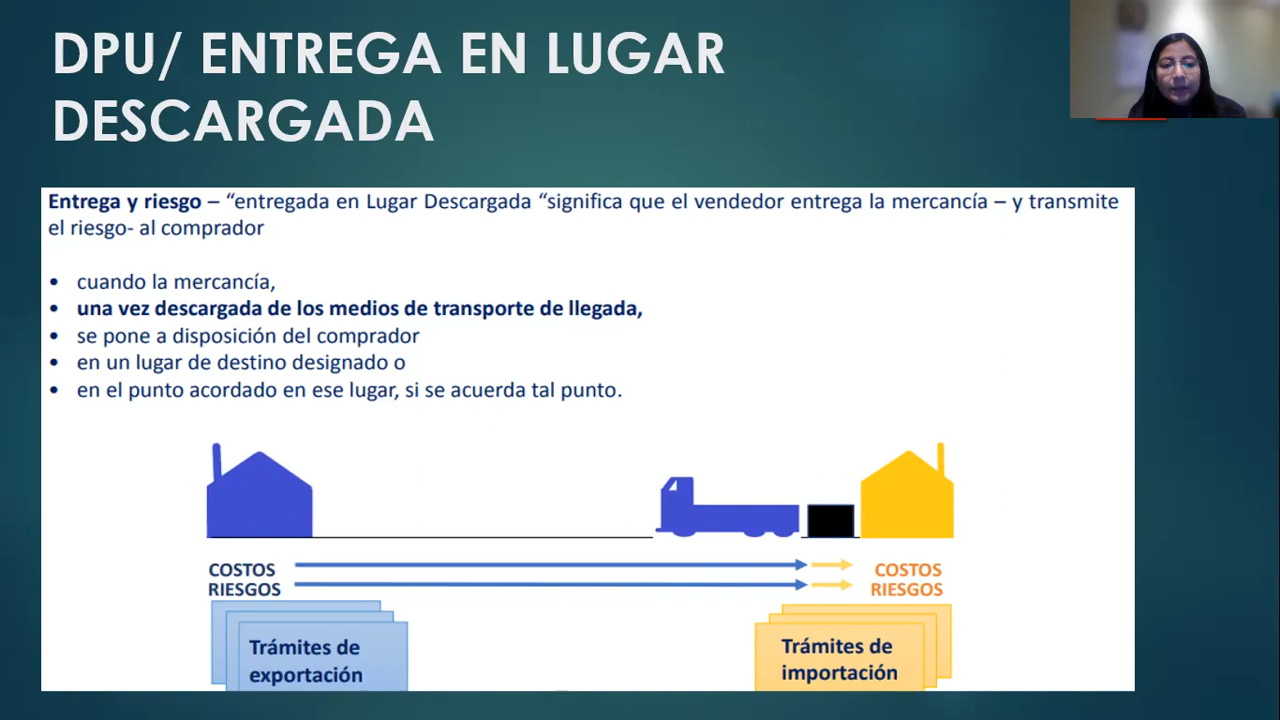 DPU/ ENTREGA EN LUGAR
DESCARGADA
Entrega y riesgo – “entregada en Lugar Descargada “significa que el vendedor entrega la mercancía – y transmite
el riesgo- al comprador
• cuando la mercancía,
• una vez descargada de los medios de transporte de llegada,
• se pone a disposición del comprador
• en un lugar de destino designado o
• en el punto acordado en ese lugar, si se acuerda tal punto.
COSTOS
RIESGOS
COSTOS
RIESGOS
Trámites de
exportación
Trámites de
importación